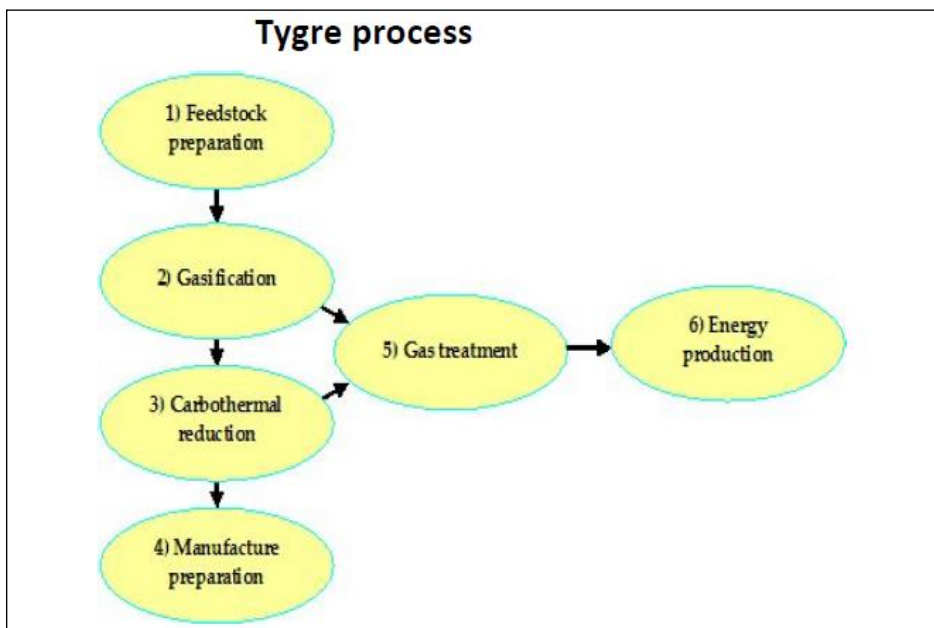 Tygre process
1) Feedstock
preparation
2) Gasification
3) Carbothermal
reduction
4) Manufacture
preparation
5) Gas treatment
6) Energy
production